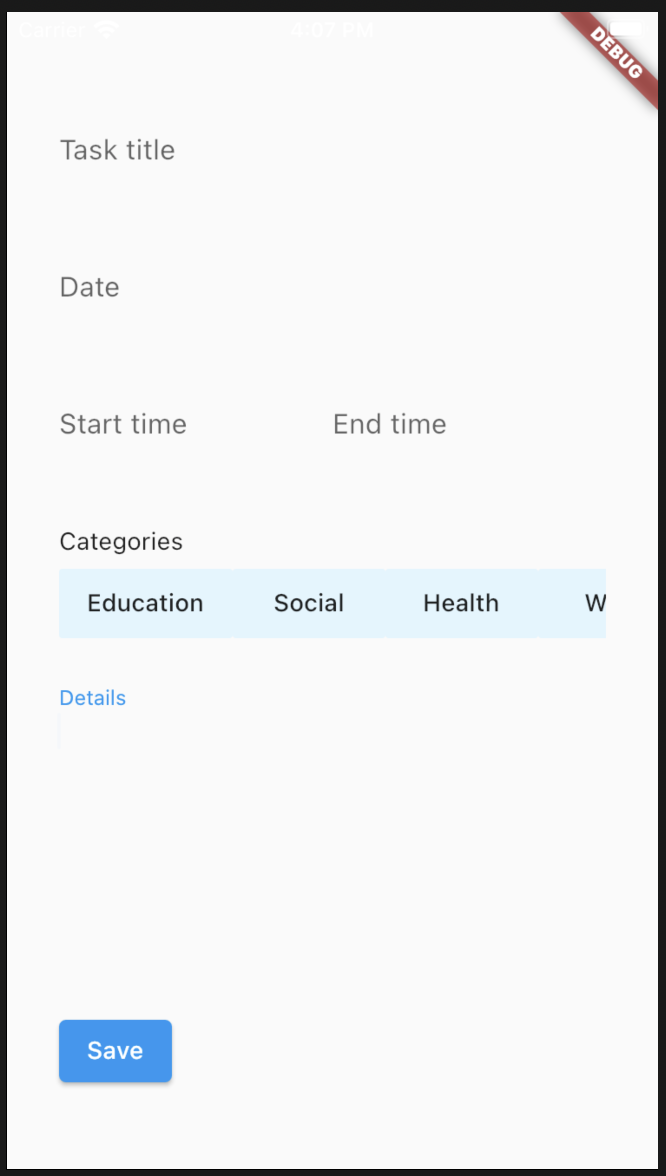 Carrier 4:07 PM
DEBUG
Task title
Date
Start time End time
Categories
Education Social Health W
Details
Save